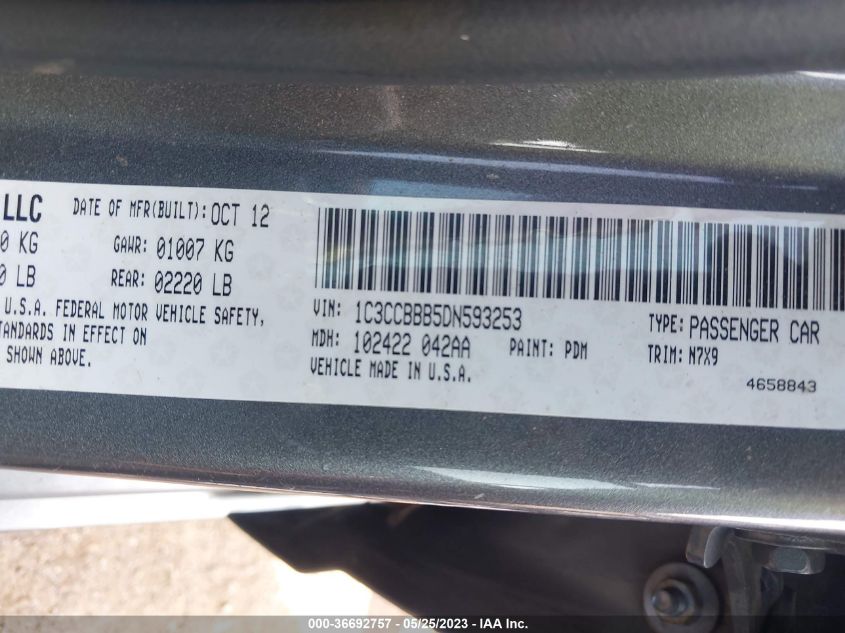 LLC DATE OF MFR(BUILT): OCT 12
0 KG GAWR: 01007 KG
0 LB REAR: 02220 LB
U.S.A. FEDERAL MOTOR VEHICLE SAFETY,
STANDARDS IN EFFECT ON
SHOWN ABOVE.
VIN: 1C3CCBBB5DN593253 TYPE: PASSENGER CAR
MDH: 102422 042AA PAINT: PDM TRIM: N7X9
VEHICLE MADE IN U.S.A.
4658843
000-36692757 - 05/25/2023 - IAA Inc.